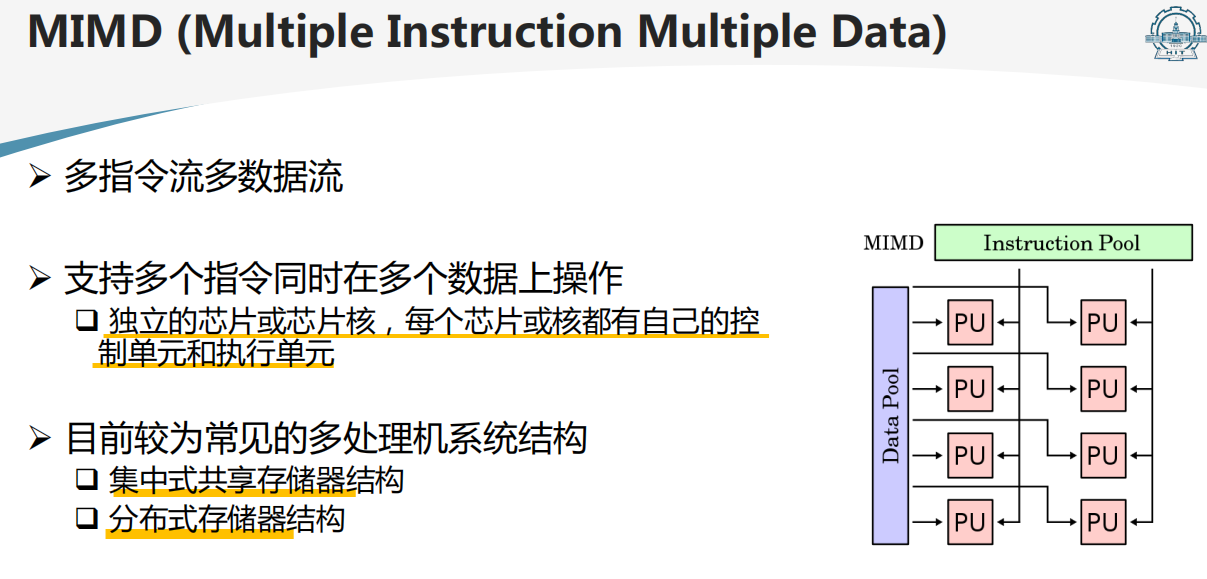 MIMD (Multiple Instruction Multiple Data)
HIT
多指令流多数据流
支持多个指令同时在多个数据上操作
独立的芯片或芯片核，每个芯片或核都有自己的控
制单元和执行单元
目前较为常见的多处理机系统结构
集中式共享存储器结构
分布式存储器结构
MIMD
Instruction Pool
Data Pool
PU PU
PU PU
PU PU
PU PU